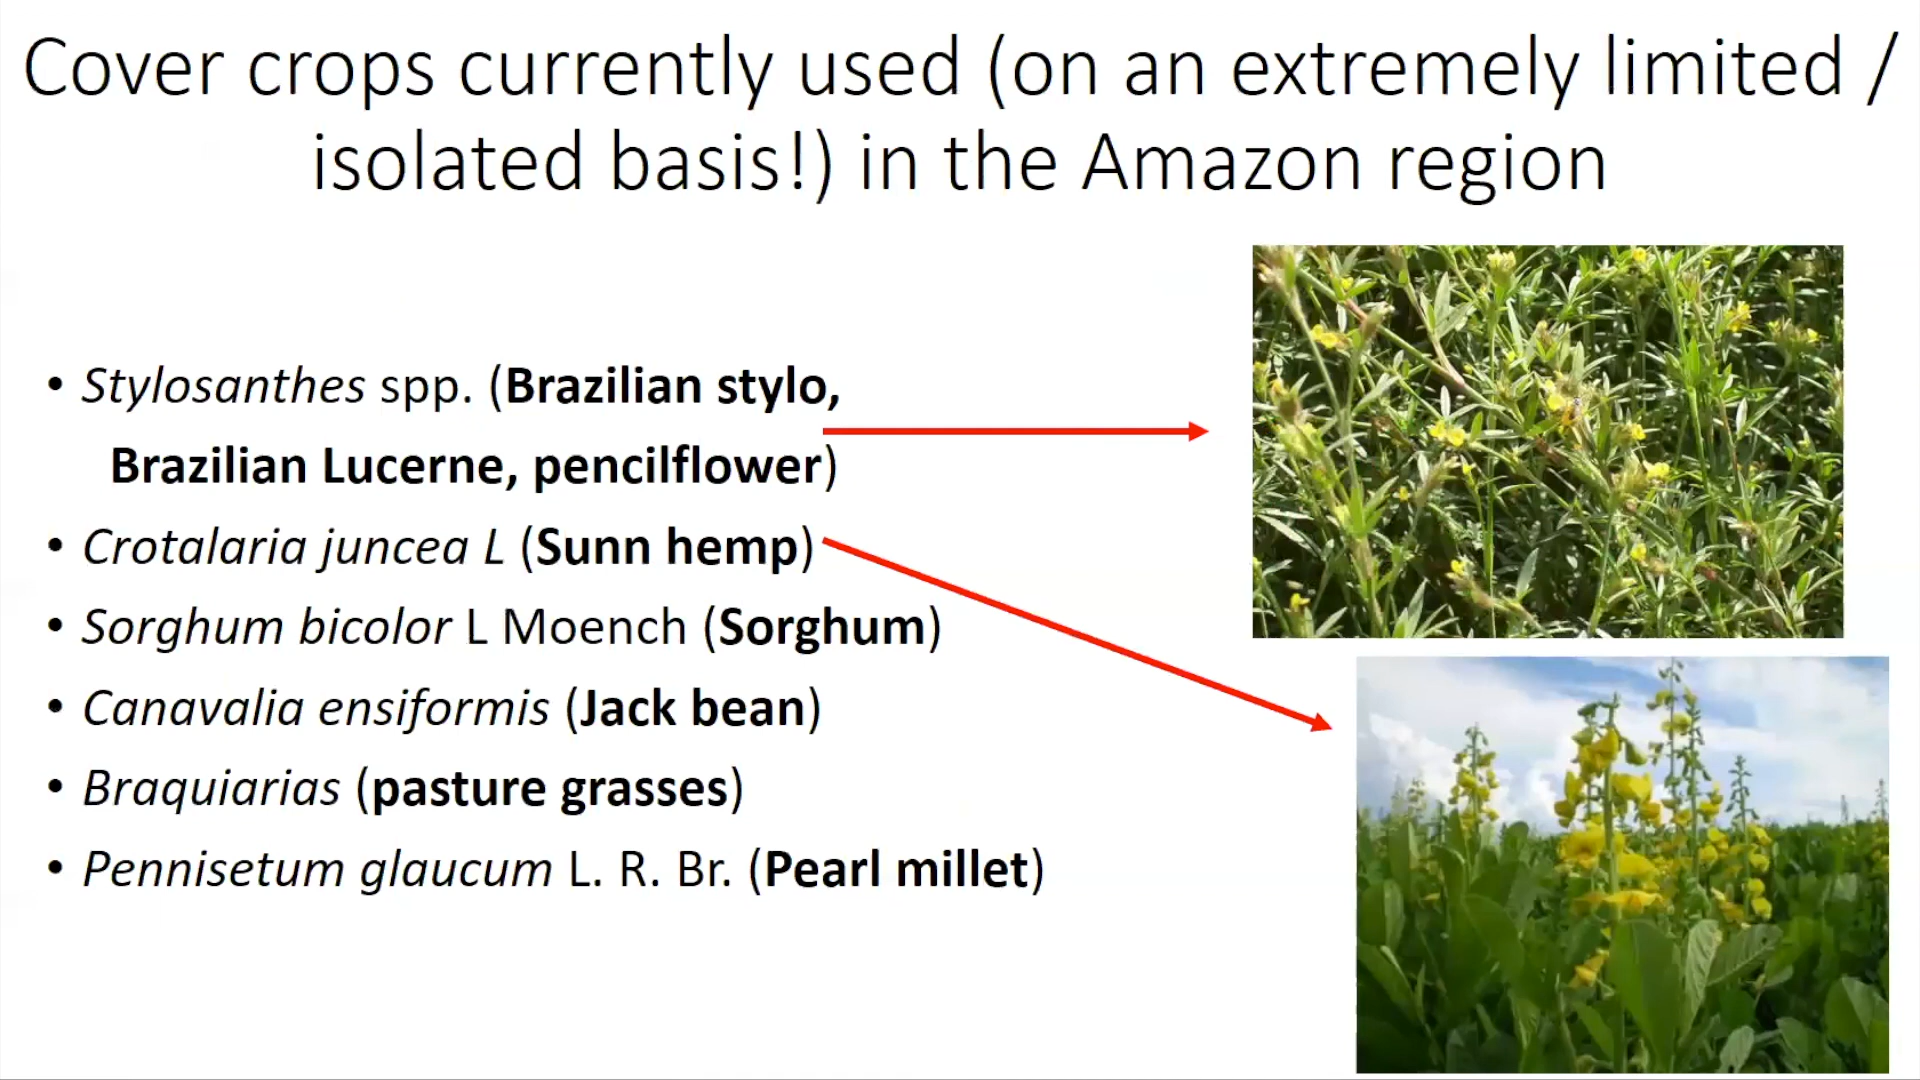 Cover crops currently used (on an extremely limited /
isolated basis!) in the Amazon region
• Stylosanthes spp. (Brazilian stylo,
Brazilian Lucerne, pencilflower)
• Crotalaria juncea L (Sunn hemp)
• Sorghum bicolor L Moench (Sorghum)
• Canavalia ensiformis (Jack bean)
• Braquiarias (pasture grasses)
• Pennisetum glaucum L. R. Br. (Pearl millet)